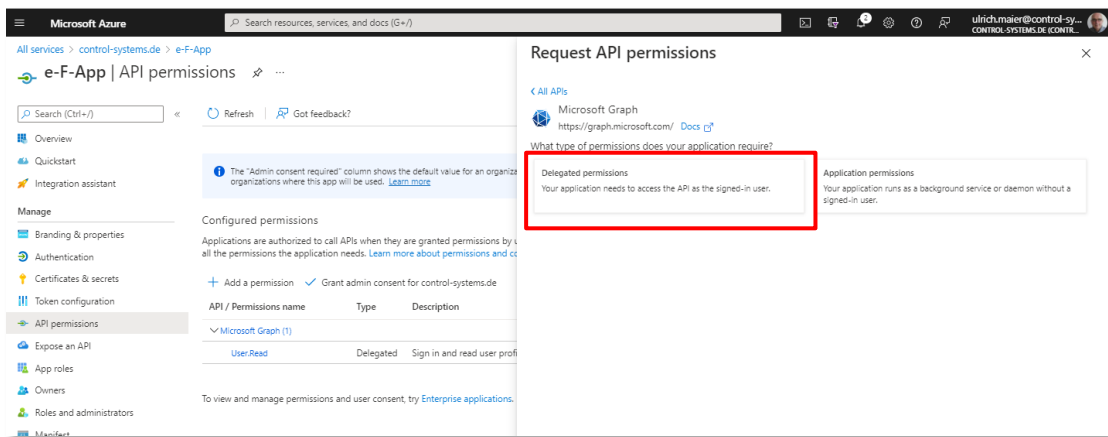 Microsoft Azure
Search resources, services, and docs (G+/)
2
ulrich.maier@control-sy...
CONTROL-SYSTEMS.DE (CONTR...
All services > control-systems.de > e-F-App
e-F-App | API permissions
Search (Ctrl+/)
Overview
Quickstart
Integration assistant
Manage
Branding & properties
Authentication
Certificates & secrets
Token configuration
API permissions
Expose an API
App roles
Owners
Roles and administrators
Manifest
Refresh
Got feedback?
The "Admin consent required" column shows the default value for an organiza
organizations where this app will be used. Learn more
Configured permissions
Applications are authorized to call APIs when they are granted permissions by u
all the permissions the application needs. Learn more about permissions and co
Add a permission
Grant admin consent for control-systems.de
API / Permissions name Type Description
Microsoft Graph (1)
User.Read Delegated Sign in and read user profi
To view and manage permissions and user consent, try Enterprise applications.
Request API permissions
All APIs
Microsoft Graph
https://graph.microsoft.com/ Docs
What type of permissions does your application require?
Delegated permissions
Your application needs to access the API as the signed-in user.
Application permissions
Your application runs as a background service or daemon without a
signed-in user.